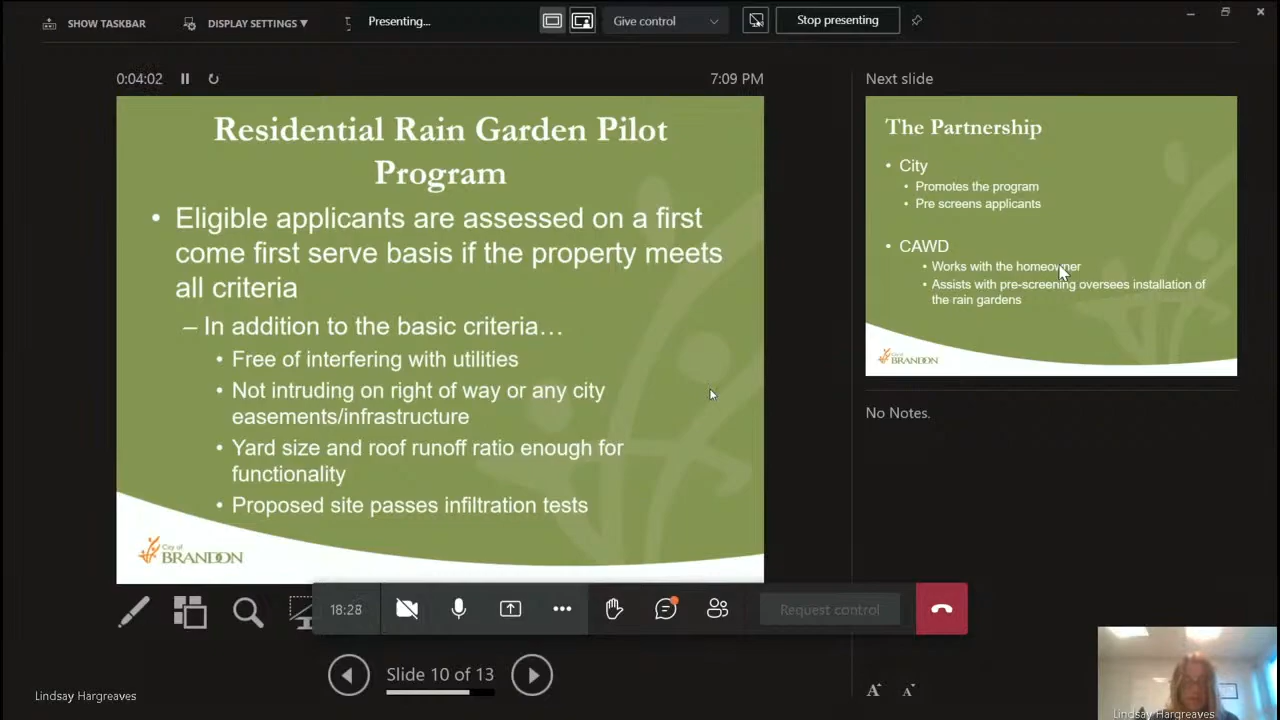 SHOW TASKBAR
DISPLAY SETTINGS ▼
Presenting...
Give control
Stop presenting
0:04:02
7:09 PM
Residential Rain Garden Pilot
Program
• Eligible applicants are assessed on a first
come first serve basis if the property meets
all criteria
– In addition to the basic criteria…
• Free of interfering with utilities
• Not intruding on right of way or any city
easements/infrastructure
• Yard size and roof runoff ratio enough for
functionality
• Proposed site passes infiltration tests
City of
BRANDON
Next slide
The Partnership
• City
• Promotes the program
• Pre screens applicants
• CAWD
• Works with the homeowner
• Assists with pre-screening oversees installation of
the rain gardens
City of
BRANDON
No Notes.
18:28
Request control
Slide 10 of 13
A A
Lindsay Hargreaves
Lindsay Hargreaves